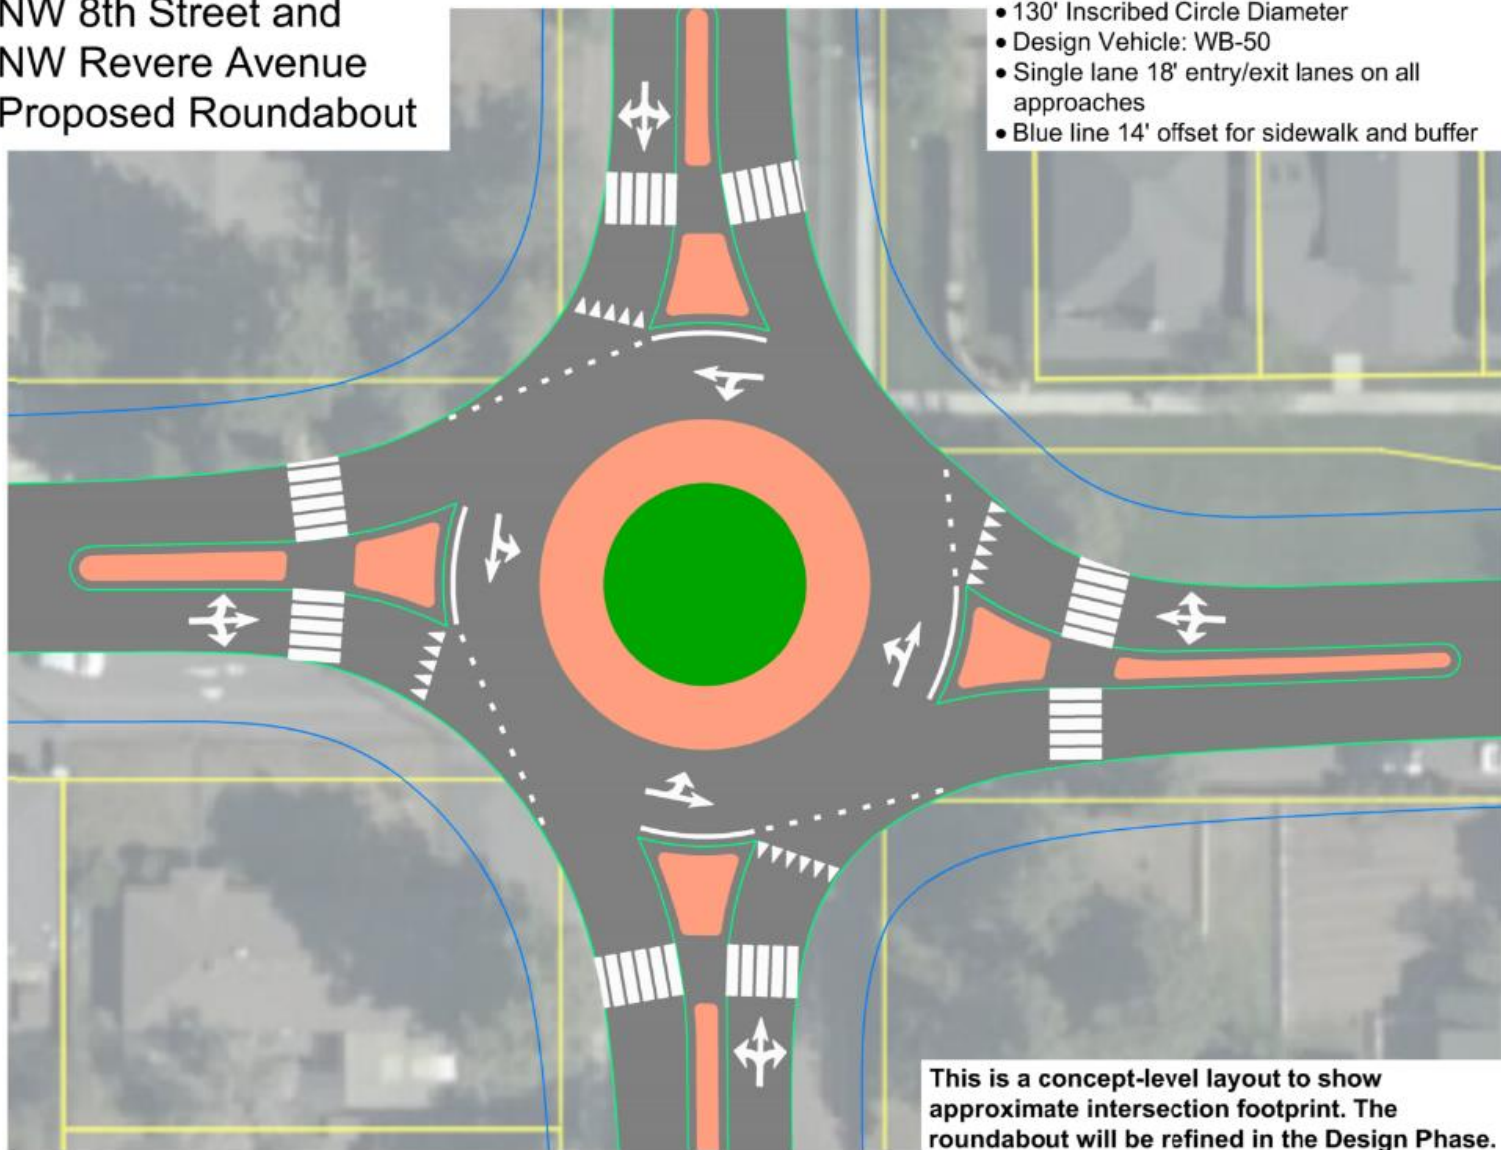 NW 8th Street and
NW Revere Avenue
Proposed Roundabout
• 130' Inscribed Circle Diameter
• Design Vehicle: WB-50
• Single lane 18' entry/exit lanes on all
approaches
• Blue line 14' offset for sidewalk and buffer
This is a concept-level layout to show
approximate intersection footprint. The
roundabout will be refined in the Design Phase.